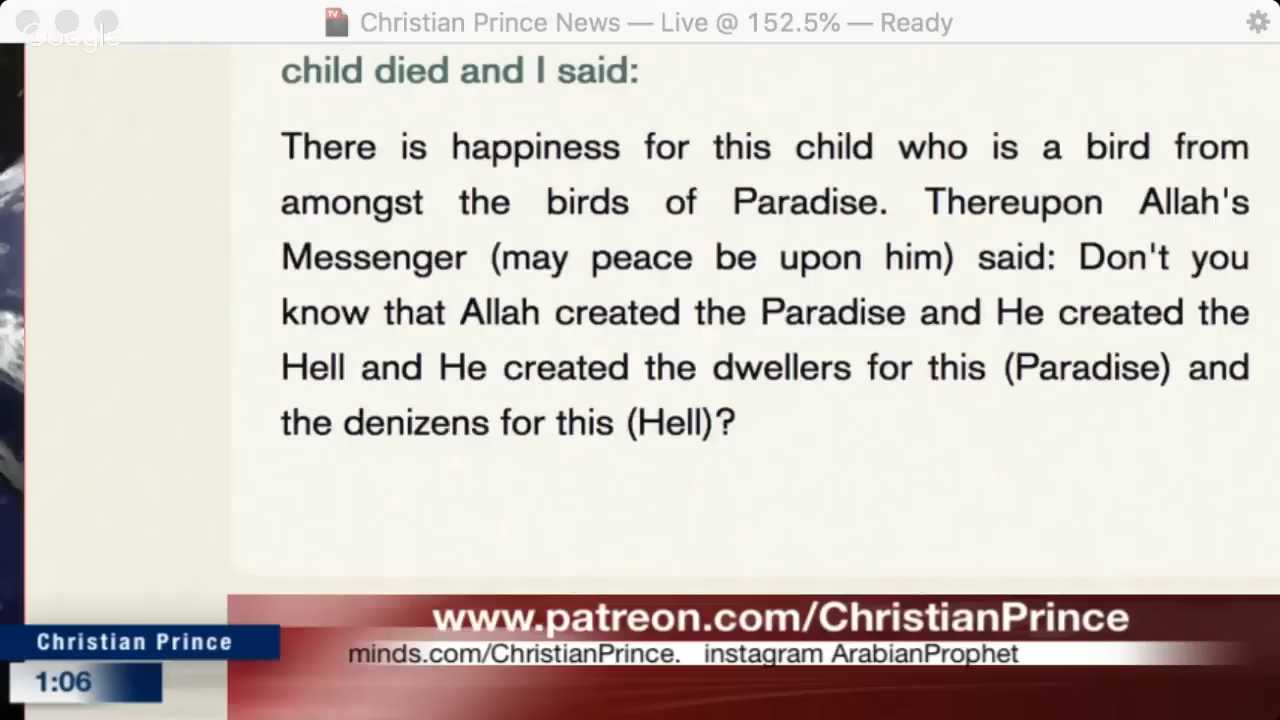 Christian Prince News — Live @ 152.5% — Ready
Google
child died and I said:
There is happiness for this child who is a bird from
amongst the birds of Paradise. Thereupon Allah's
Messenger (may peace be upon him) said: Don't you
know that Allah created the Paradise and He created the
Hell and He created the dwellers for this (Paradise) and
the denizens for this (Hell)?
www.patreon.com/ChristianPrince
Christian Prince
minds.com/ChristianPrince. instagram ArabianProphet
1:06